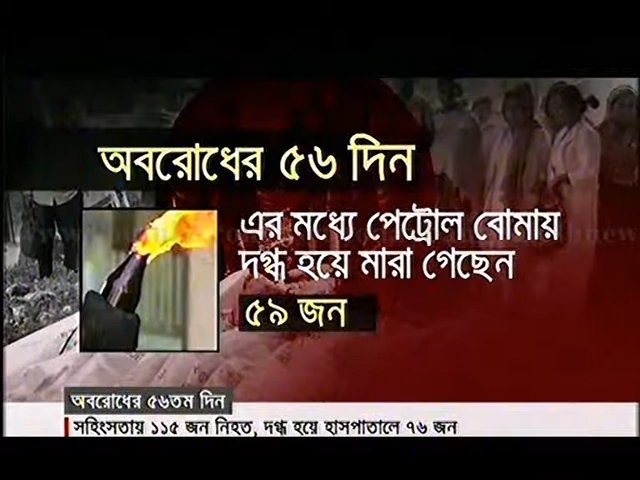 অবরোধের ৫৬ দিন
এর মধ্যে পেট্রোল বোমায়
দগ্ধ হয়ে মারা গেছেন
৫৯ জন
অবরোধের ৫৬তম দিন
সহিংসতায় ১১৫ জন নিহত, দগ্ধ হয়ে হাসপাতালে ৭৬ জন